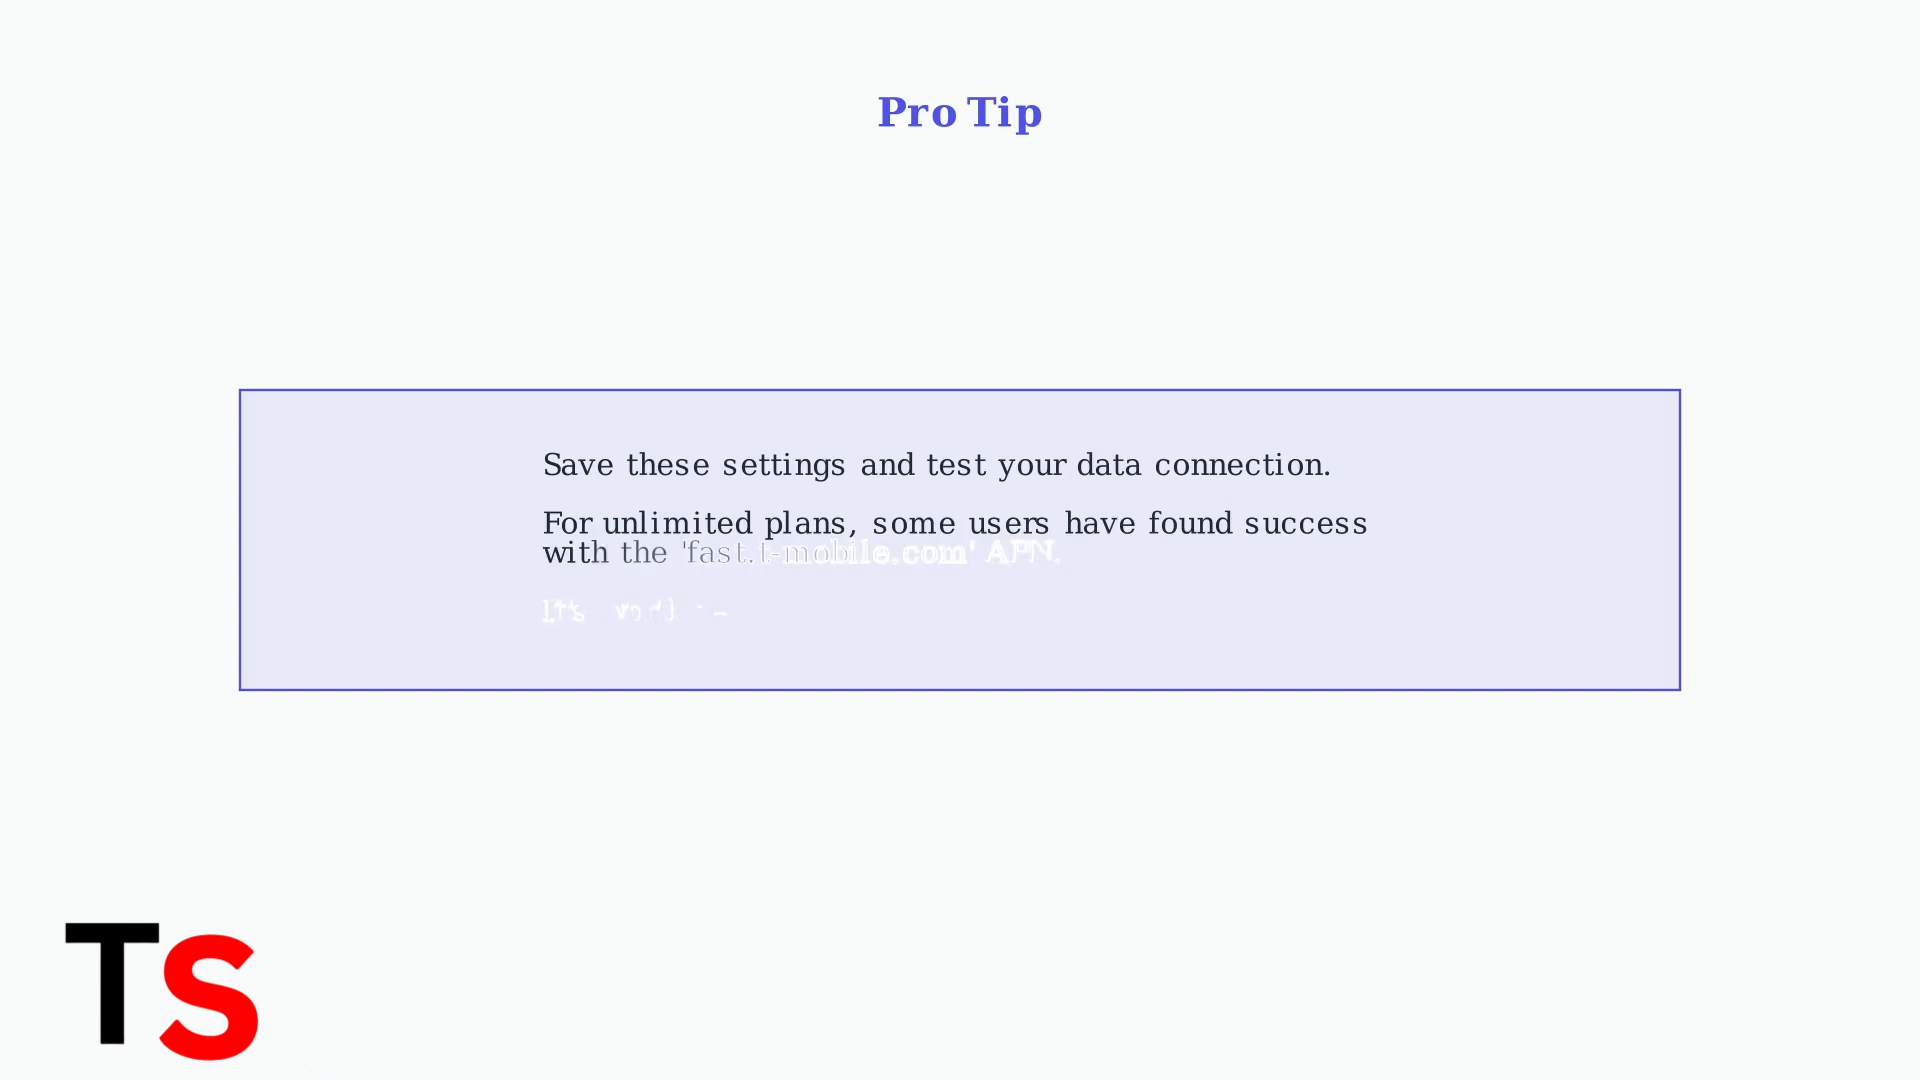 Pro Tip
Save these settings and test your data connection.
For unlimited plans, some users have found success
with the 'fast.t-mobile.com' APN.
TS